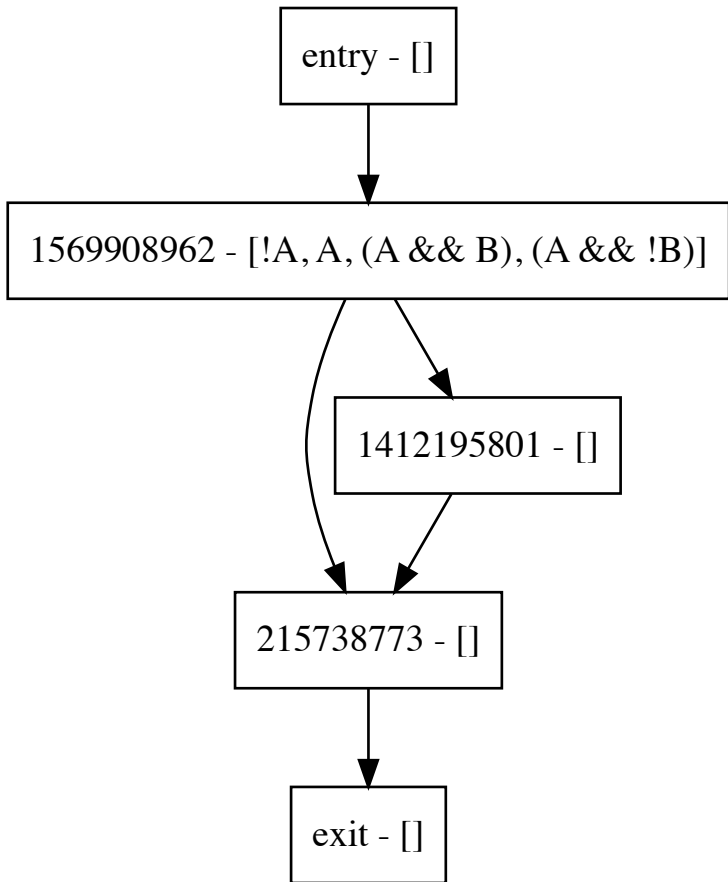 entry - []
1569908962 - [!A, A, (A && B), (A && !B)]
1412195801 - []
215738773 - []
exit - []